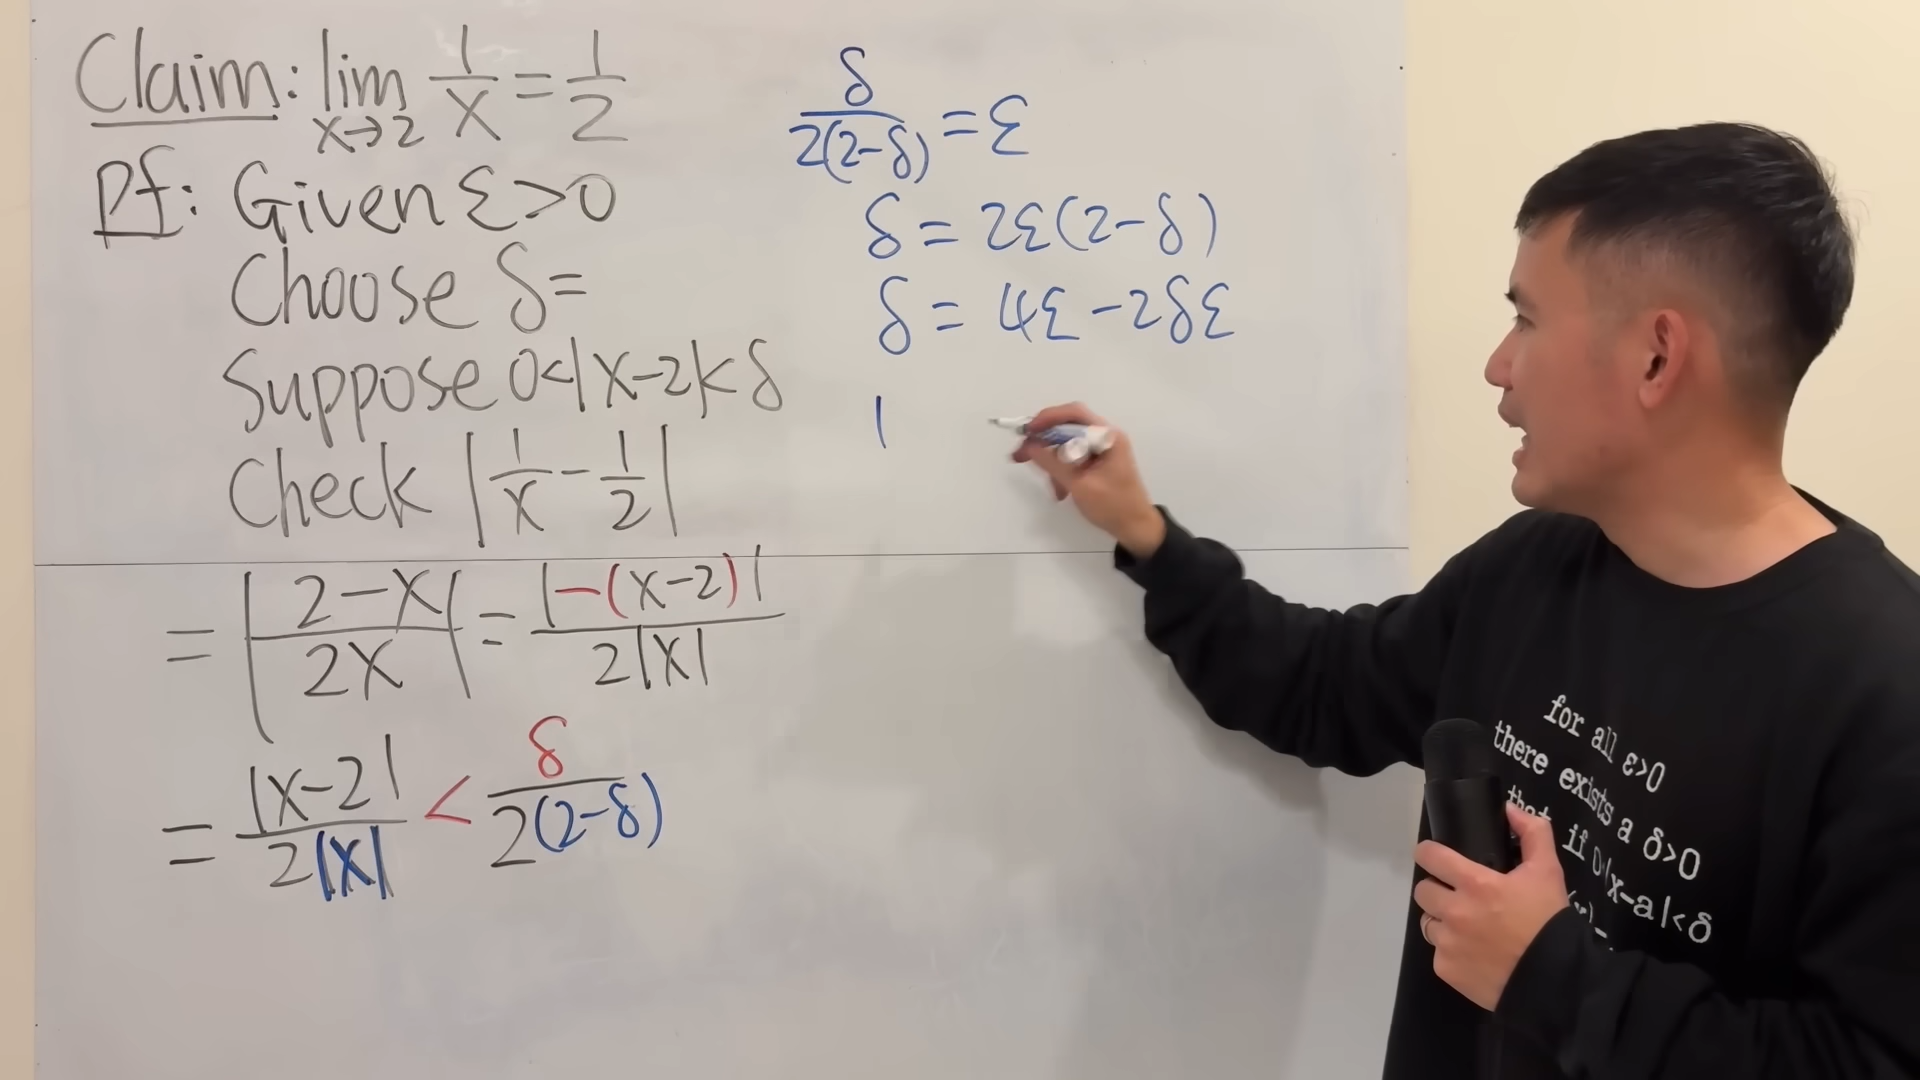 Claim: lim x→2 1/x = 1/2
Pf: Given ε>0
Choose δ=
Suppose 0<|x-2|<δ
Check |1/x - 1/2|
= |2-x / 2x| = |-(x-2)| / 2|x|
= |x-2| / 2|x| < δ / 2(2-δ)
δ / 2(2-δ) = ε
δ = 2ε(2-δ)
δ = 4ε-2δε
|
for all ε>0
there exists a δ>0
that if 0<|x-a|<δ